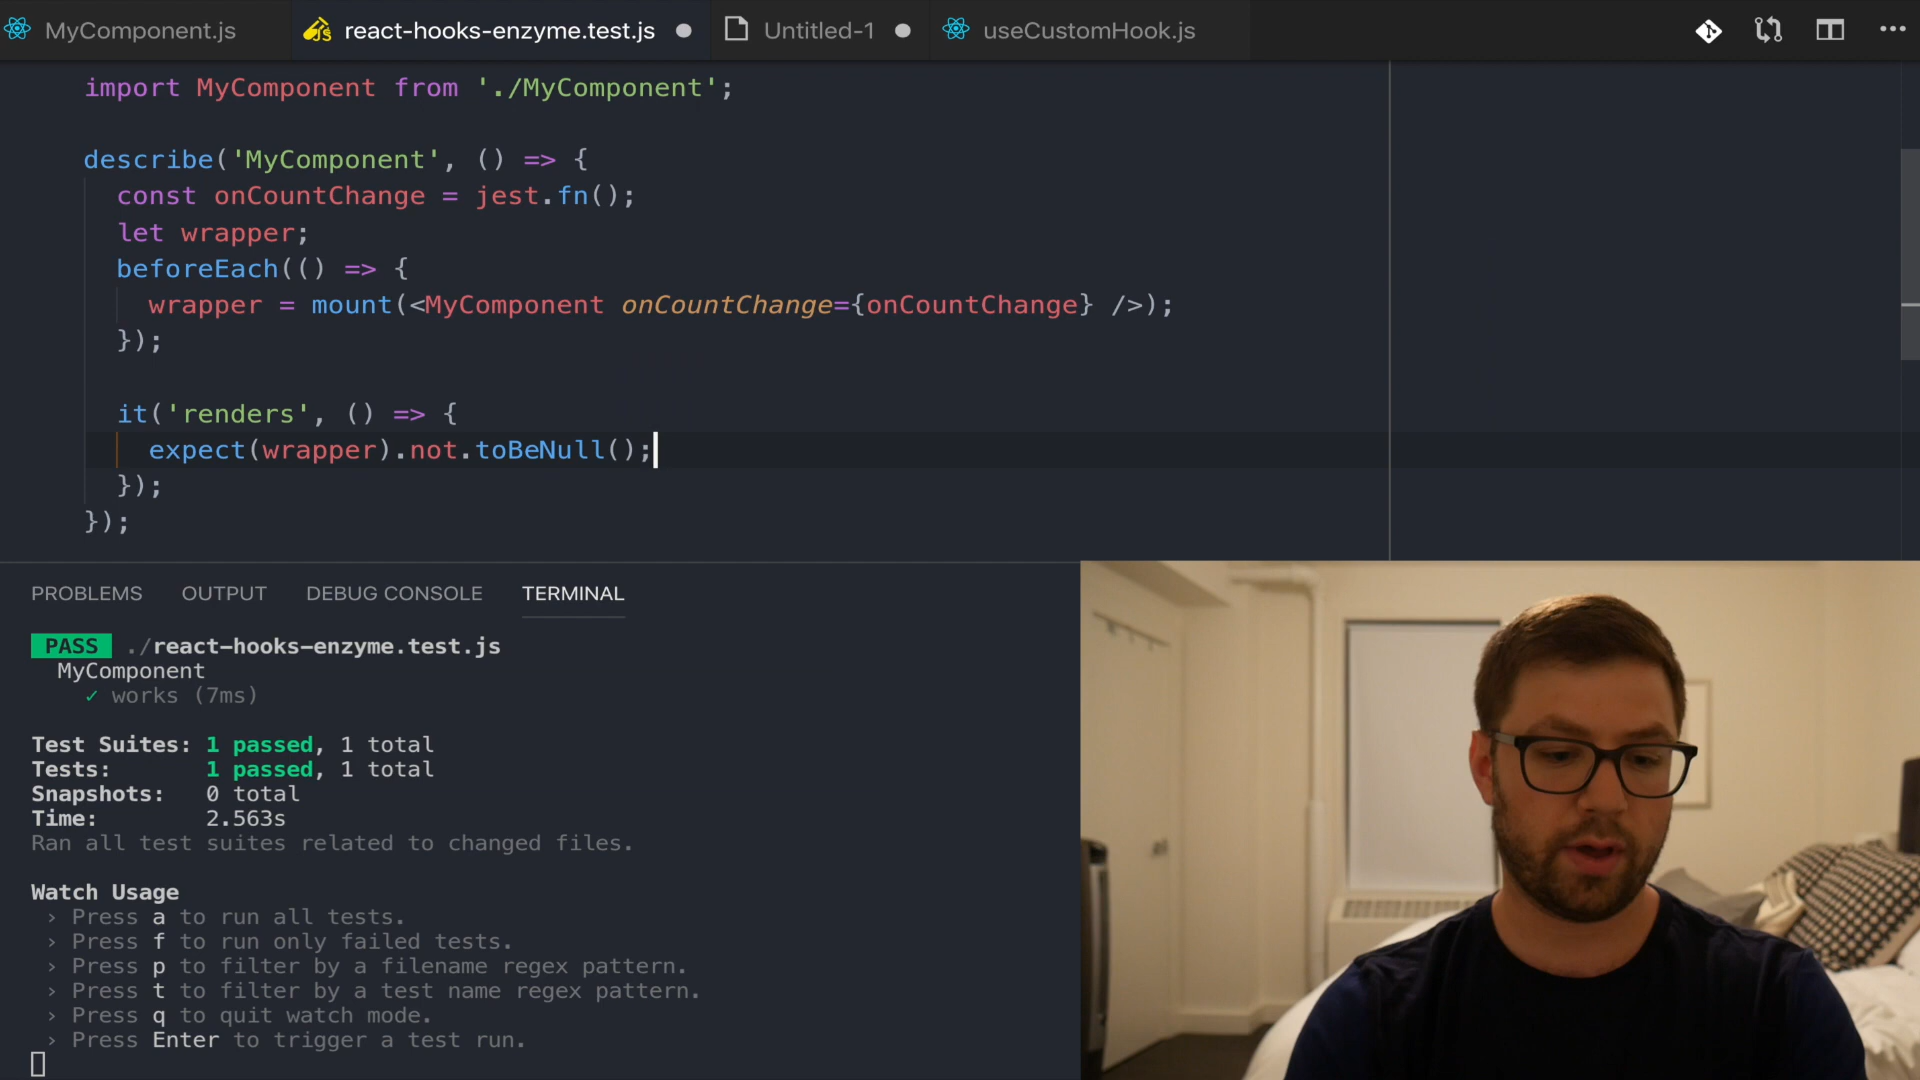 MyComponent.js
react-hooks-enzyme.test.js
Untitled-1
useCustomHook.js
import MyComponent from './MyComponent';
describe('MyComponent', () => {
const onCountChange = jest.fn();
let wrapper;
beforeEach(() => {
wrapper = mount(<MyComponent onCountChange={onCountChange} />);
});
it('renders', () => {
expect(wrapper).not.toBeNull();
});
});
PROBLEMS OUTPUT DEBUG CONSOLE TERMINAL
PASS ./react-hooks-enzyme.test.js
MyComponent
✓ works (7ms)
Test Suites: 1 passed, 1 total
Tests: 1 passed, 1 total
Snapshots: 0 total
Time: 2.563s
Ran all test suites related to changed files.
Watch Usage
› Press a to run all tests.
› Press f to run only failed tests.
› Press p to filter by a filename regex pattern.
› Press t to filter by a test name regex pattern.
› Press q to quit watch mode.
› Press Enter to trigger a test run.